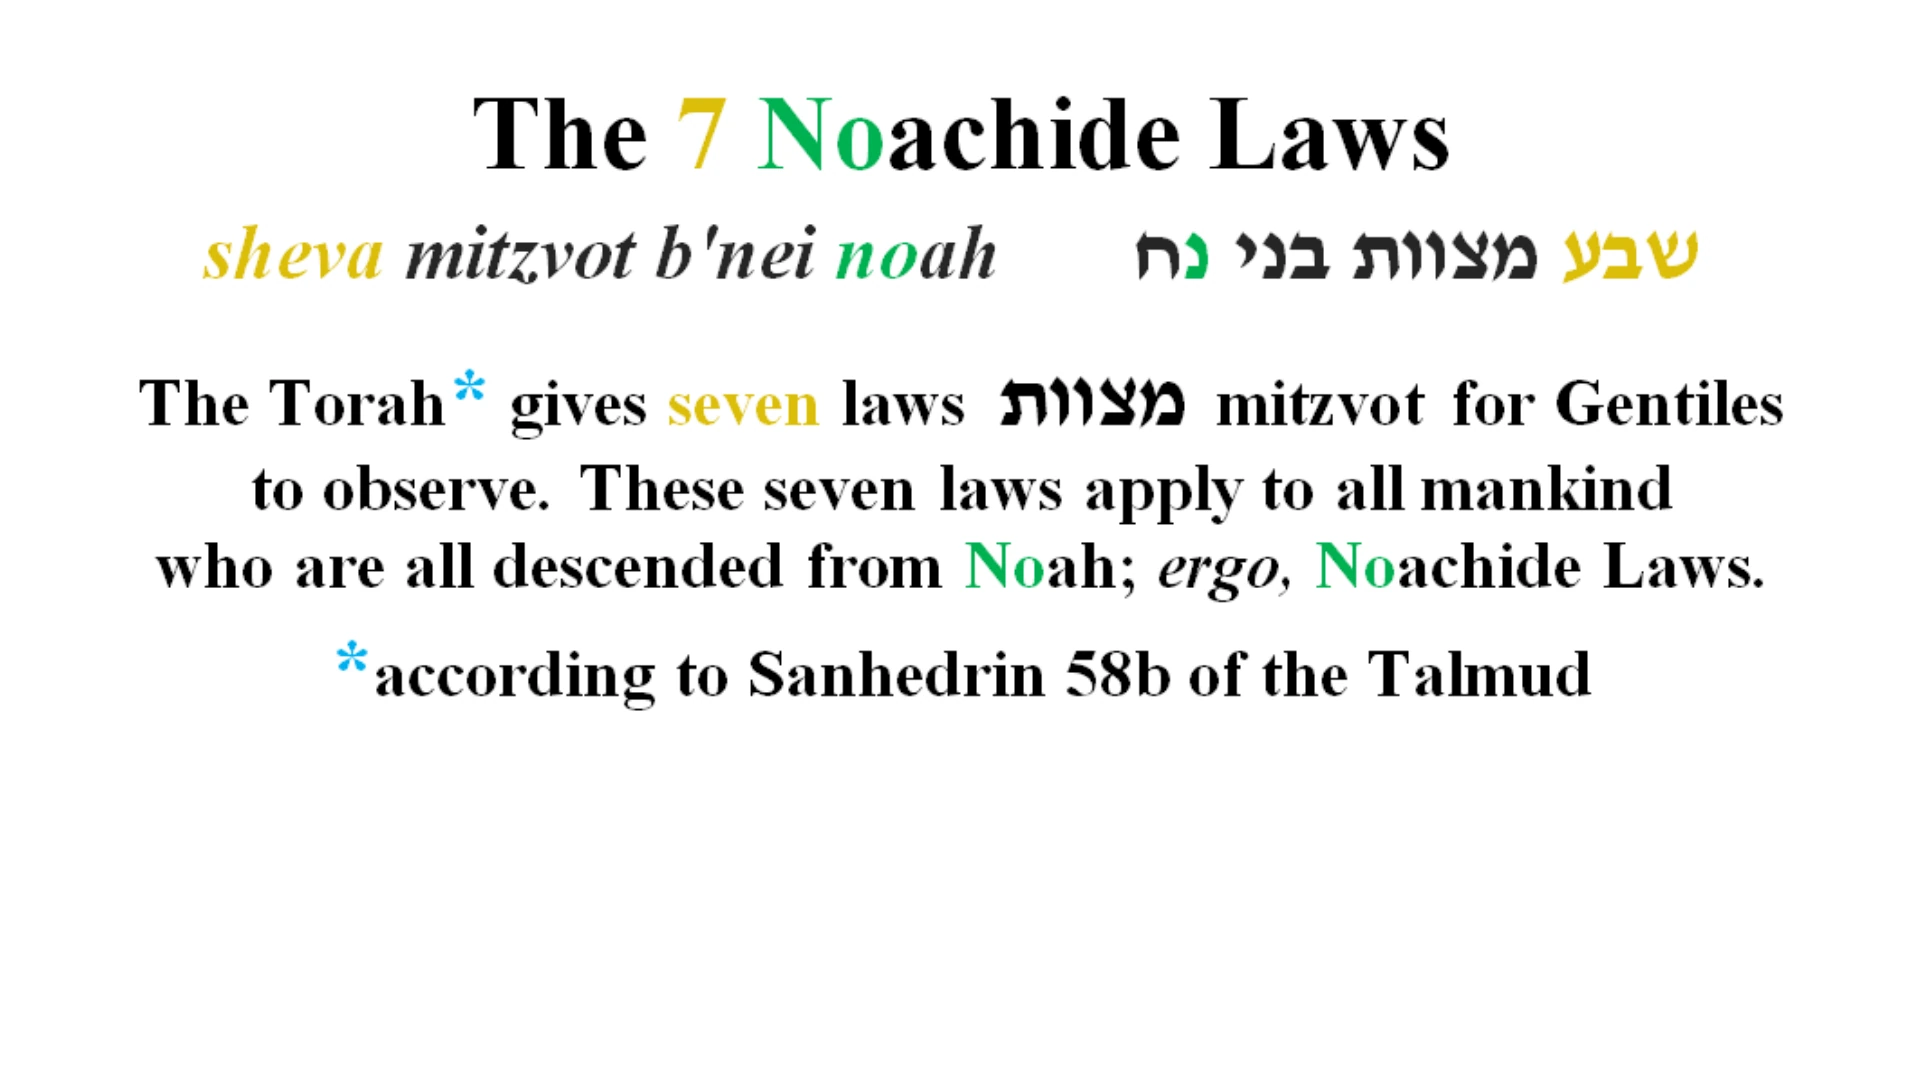 The 7 Noachide Laws
sheva mitzvot b'nei noah שבע מצוות בני נח
The Torah* gives seven laws מצוות mitzvot for Gentiles
to observe. These seven laws apply to all mankind
who are all descended from Noah; ergo, Noachide Laws.
*according to Sanhedrin 58b of the Talmud